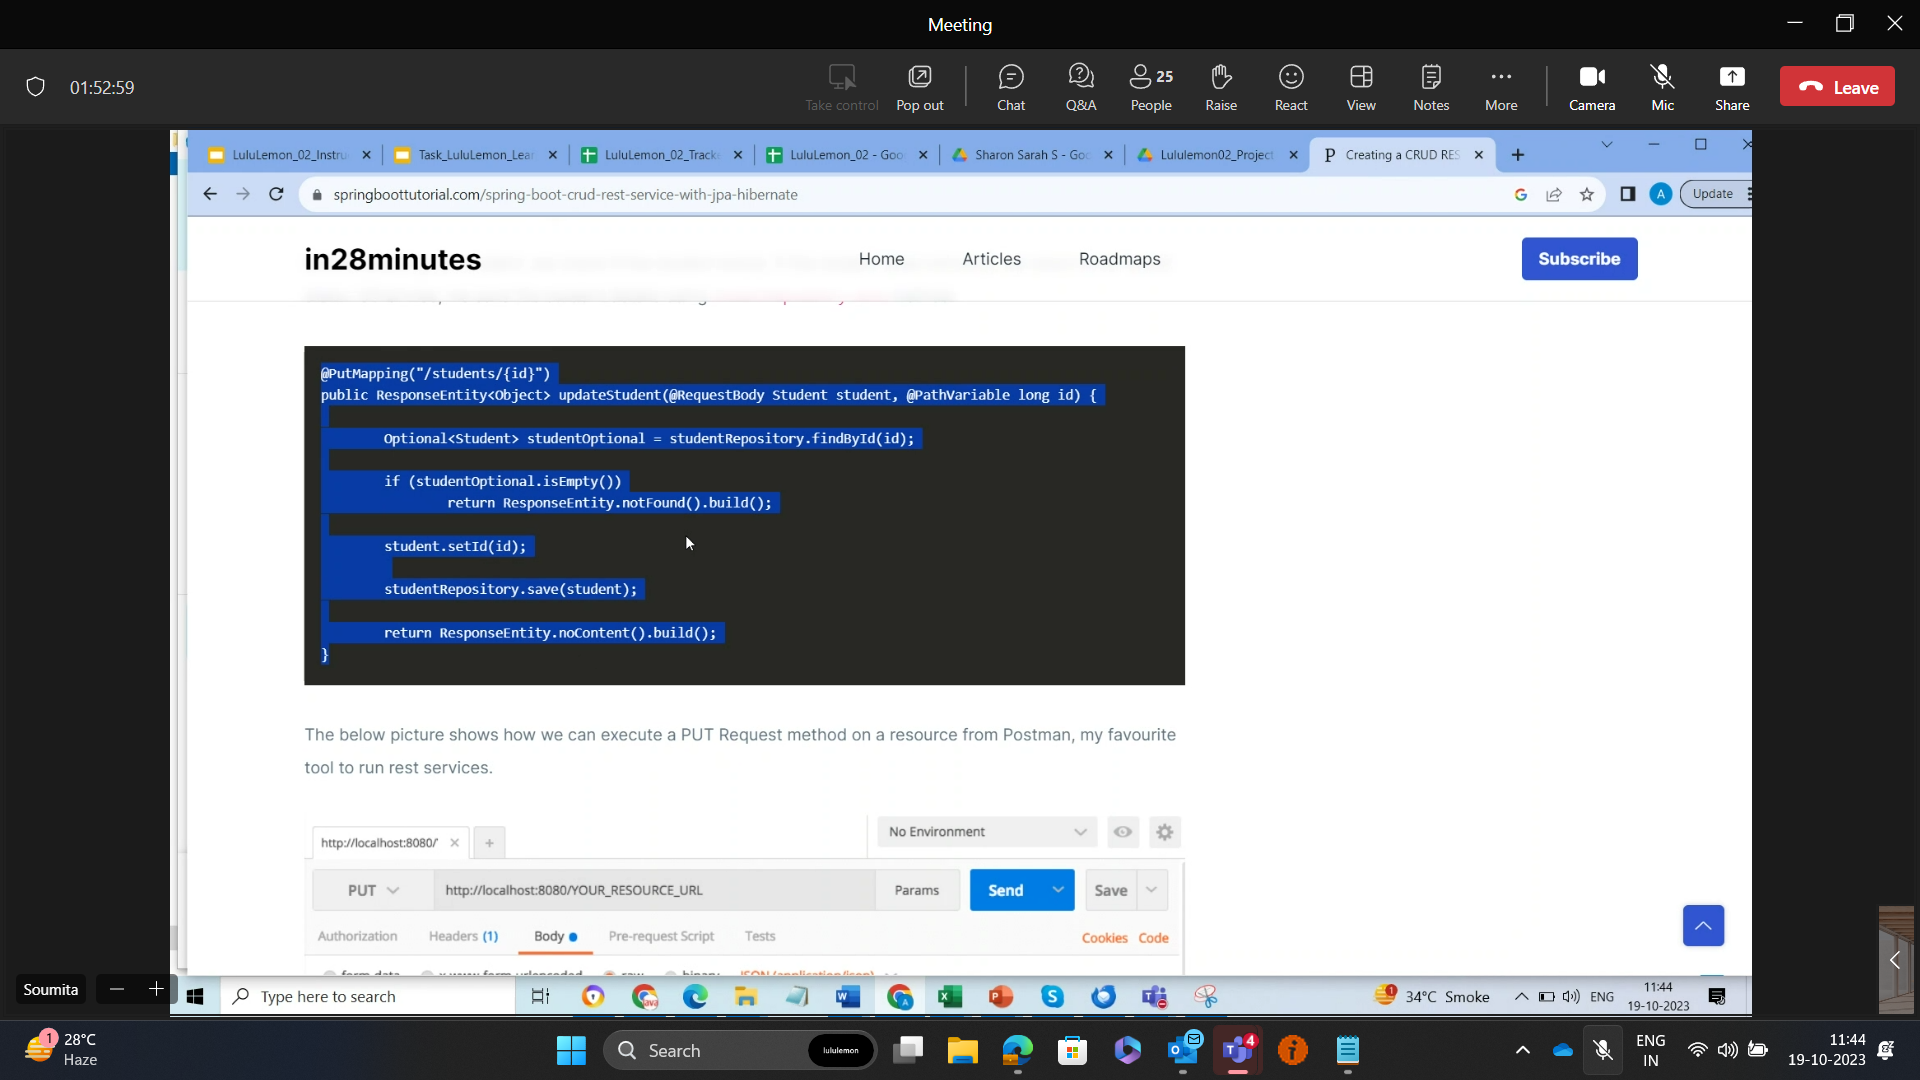 Meeting
01:52:59
Take control
Pop out
Chat
Q&A
25
People
Raise
React
View
Notes
More
Camera
Mic
Share
Leave
LuluLemon_02_Instru
Task_LuluLemon_Lear
LuluLemon_02_Tracke
LuluLemon_02 - Goo
Sharon Sarah S - Goo
Lululemon02_Project
Creating a CRUD RES
springboottutorial.com/spring-boot-crud-rest-service-with-jpa-hibernate
A
Update
in28minutes
Home
Articles
Roadmaps
Subscribe
@PutMapping("/students/{id}")
public ResponseEntity<Object> updateStudent(@RequestBody Student student, @PathVariable long id) {
Optional<Student> studentOptional = studentRepository.findById(id);
if (studentOptional.isEmpty())
return ResponseEntity.notFound().build();
student.setId(id);
studentRepository.save(student);
return ResponseEntity.noContent().build();
}
The below picture shows how we can execute a PUT Request method on a resource from Postman, my favourite
tool to run rest services.
http://localhost:8080/'
No Environment
PUT
http://localhost:8080/YOUR_RESOURCE_URL
Params
Send
Save
Authorization
Headers (1)
Body
Pre-request Script
Tests
Cookies
Code
Soumita
Type here to search
34°C Smoke
ENG
11:44
19-10-2023
28°C
Haze
Search
lululemon
4
ENG
IN
11:44
19-10-2023